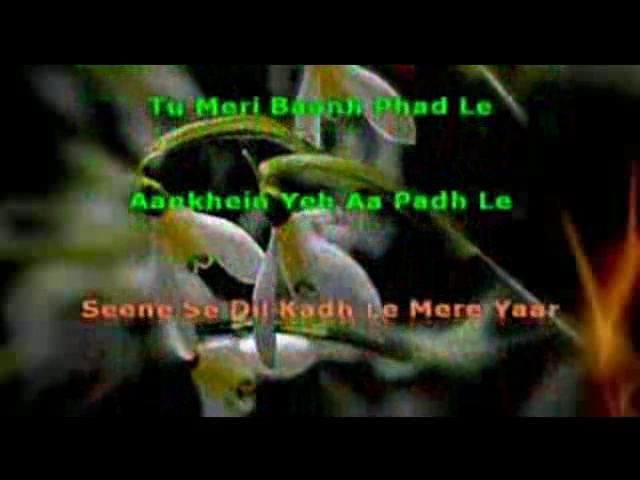 Tu Meri Baanh Phad Le
Aankhein Yeh Aa Padh Le
Seene Se Dil Kadh Le Mere Yaar